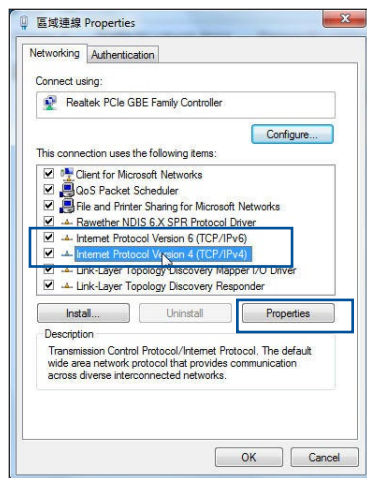 區域連線 Properties
Networking
Authentication
Connect using:
Realtek PCIe GBE Family Controller
Configure...
This connection uses the following items:
Client for Microsoft Networks
QoS Packet Scheduler
File and Printer Sharing for Microsoft Networks
Rawether NDIS 6.X SPR Protocol Driver
Internet Protocol Version 6 (TCP/IPv6)
Internet Protocol Version 4 (TCP/IPv4)
Link-Layer Topology Discovery Mapper I/O Driver
Link-Layer Topology Discovery Responder
Install...
Uninstall
Properties
Description
Transmission Control Protocol/Internet Protocol. The default
wide area network protocol that provides communication
across diverse interconnected networks.
OK
Cancel